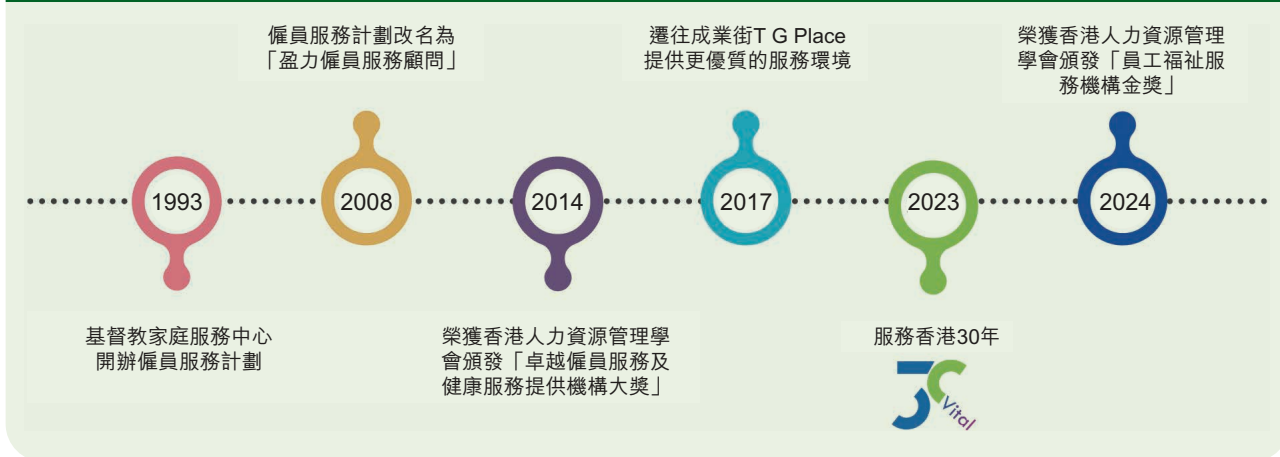 1993
基督教家庭服務中心
開辦僱員服務計劃
僱員服務計劃改名為
「盈力僱員服務顧問」
2008
2014
榮獲香港人力資源管理學
會頒發「卓越僱員服務及
健康服務提供機構大獎」
遷往成業街T G Place
提供更優質的服務環境
2017
2023
服務香港30年
30
Vital
榮獲香港人力資源管理
學會頒發「員工福祉服
務機構金獎」
2024